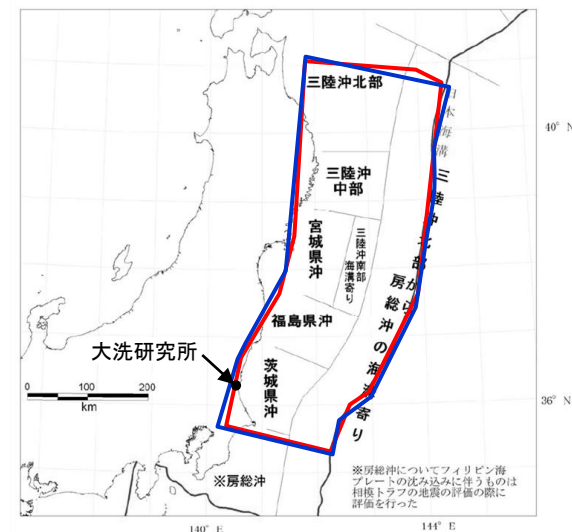 三陸沖北部
日本海溝
40° N
三陸沖
中部
三陸沖北部から
房総沖の海溝寄り
宮城県沖
三陸沖南部
海溝寄り
福島県沖
大洗研究所
茨城県沖
0 100 200
km
36° N
※房総沖
※房総沖についてフィリピン海
プレートの沈み込みに伴うものは
相模トラフの地震の評価の際に
評価を行った
140° E
144° E